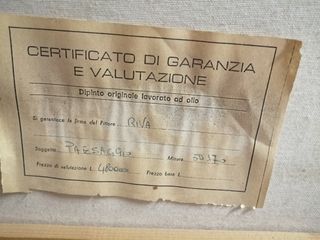 CERTIFICATO DI GARANZIA
E VALUTAZIONE
Dipinto originale lavorato ad olio
Si garantisce la firma del Pittore RIVA
Soggetto PAESAGGIO Misure 50x70
Prezzo di valutazione L. Prezzo base L.